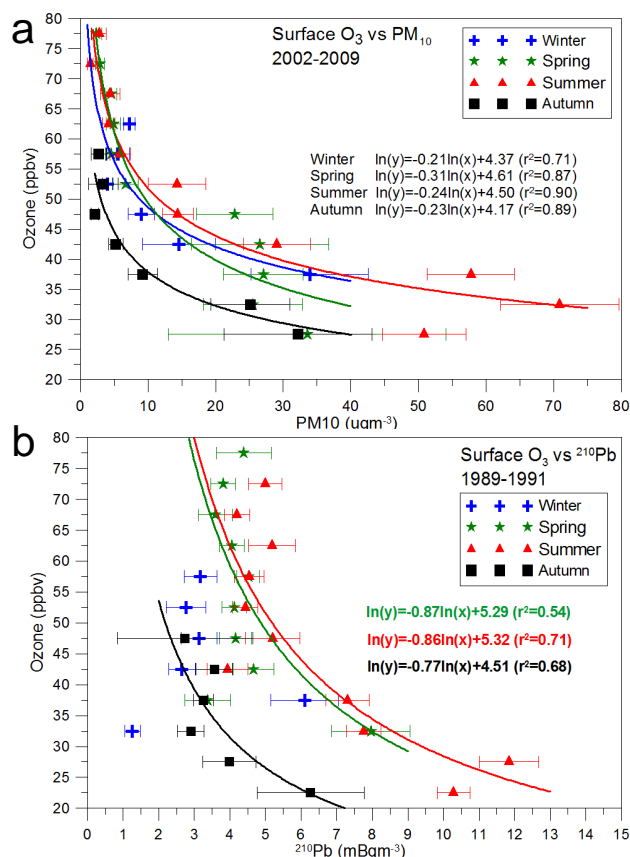 a
Surface O₃ vs PM₁₀
2002-2009
Winter
Spring
Summer
Autumn
Winter ln(y)=-0.21ln(x)+4.37 (r²=0.71)
Spring ln(y)=-0.31ln(x)+4.61 (r²=0.87)
Summer ln(y)=-0.24ln(x)+4.50 (r²=0.90)
Autumn ln(y)=-0.23ln(x)+4.17 (r²=0.89)
Ozone (ppbv)
80
75
70
65
60
55
50
45
40
35
30
25
20
0 10 20 30 40 50 60 70 80
PM10 (ugm⁻³)
b
Surface O₃ vs ²¹⁰Pb
1989-1991
Winter
Spring
Summer
Autumn
ln(y)=-0.87ln(x)+5.29 (r²=0.54)
ln(y)=-0.86ln(x)+5.32 (r²=0.71)
ln(y)=-0.77ln(x)+4.51 (r²=0.68)
Ozone (ppbv)
80
75
70
65
60
55
50
45
40
35
30
25
20
0 1 2 3 4 5 6 7 8 9 10 11 12 13 14 15
²¹⁰Pb (mBqm⁻³)